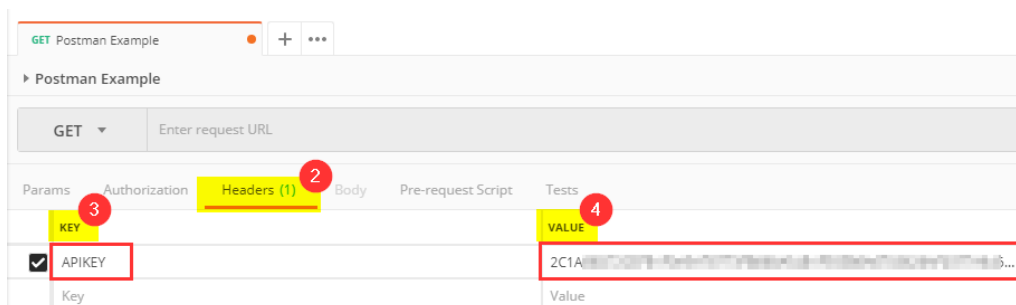 GET Postman Example + •••
Postman Example
GET Enter request URL
Params Authorization Headers (1) 2 Body Pre-request Script Tests
3 4
KEY VALUE
APIKEY 2C1A
Key Value